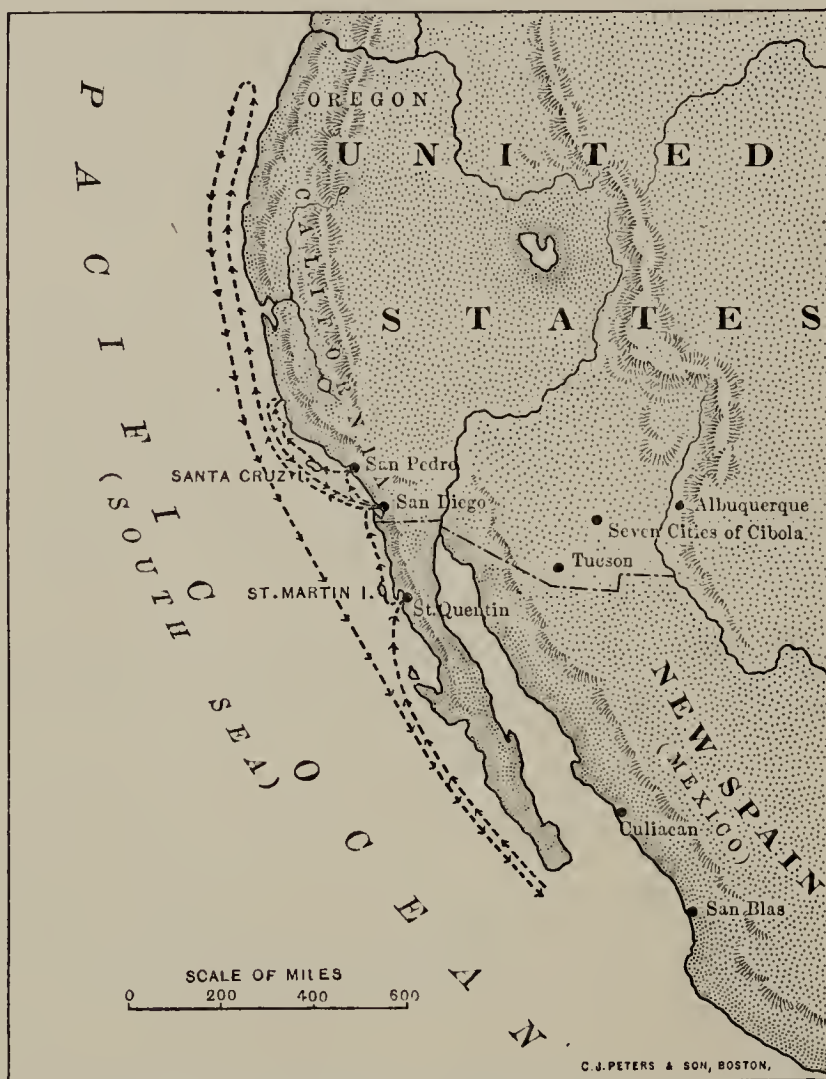 PACIFIC OCEAN
(SOUTH SEA)
OREGON
UNITED
STATES
CALIFORNIA
SANTA CRUZ I.
San Pedro
San Diego
Albuquerque
Seven Cities of Cibola
Tucson
ST. MARTIN I.
St. Quentin
NEW SPAIN
(MEXICO)
Culiacan
San Blas
SCALE OF MILES
0 200 400 600
C.J. PETERS & SON, BOSTON,